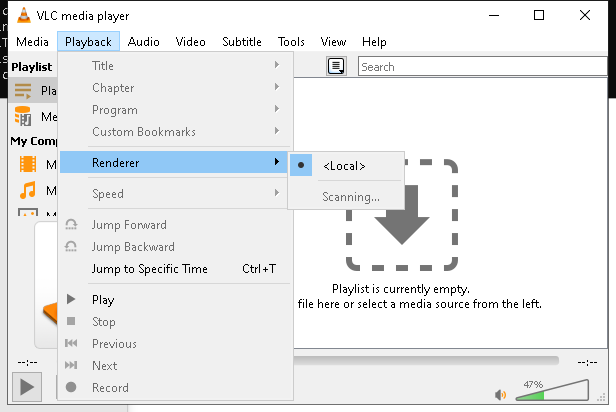 VLC media player
Media Playback Audio Video Subtitle Tools View Help
Playlist
Pla
Me
My Comp
M
M
M
Title
Chapter
Program
Custom Bookmarks
Renderer
Speed
Jump Forward
Jump Backward
Jump to Specific Time Ctrl+T
Play
Stop
Previous
Next
Record
<Local>
Scanning...
Search
Playlist is currently empty.
file here or select a media source from the left.
--:-- --:--
47%